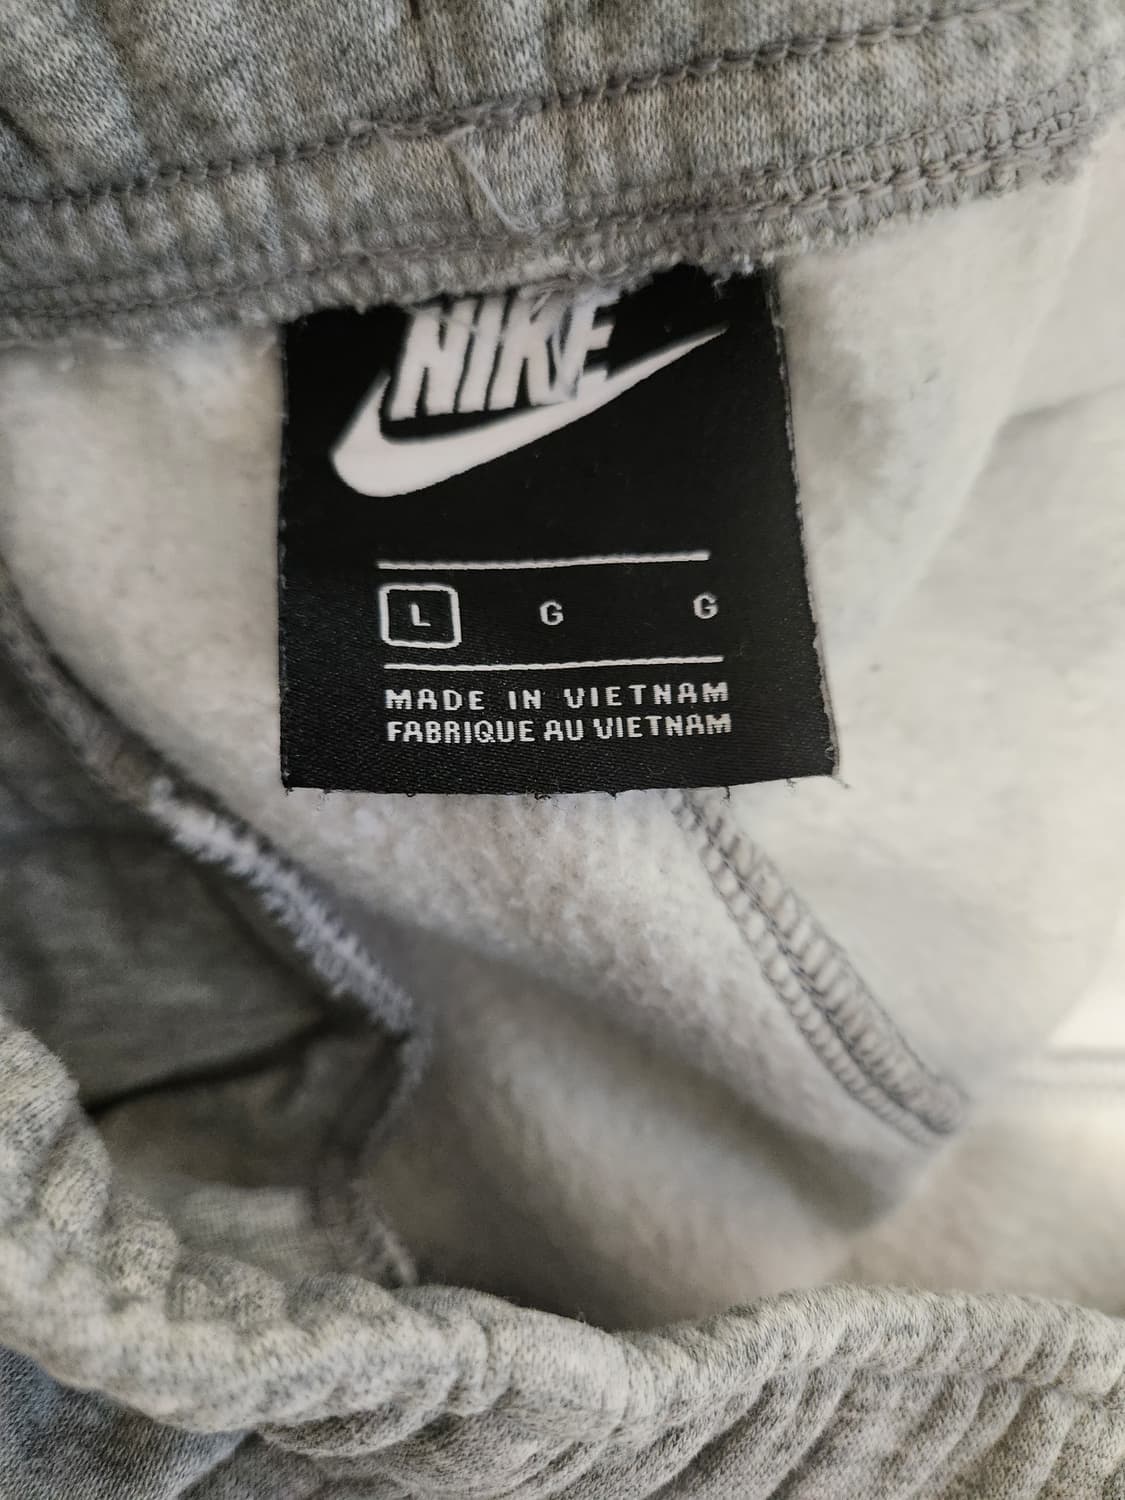 NIKE
L G G
MADE IN VIETNAM
FABRIQUE AU VIETNAM